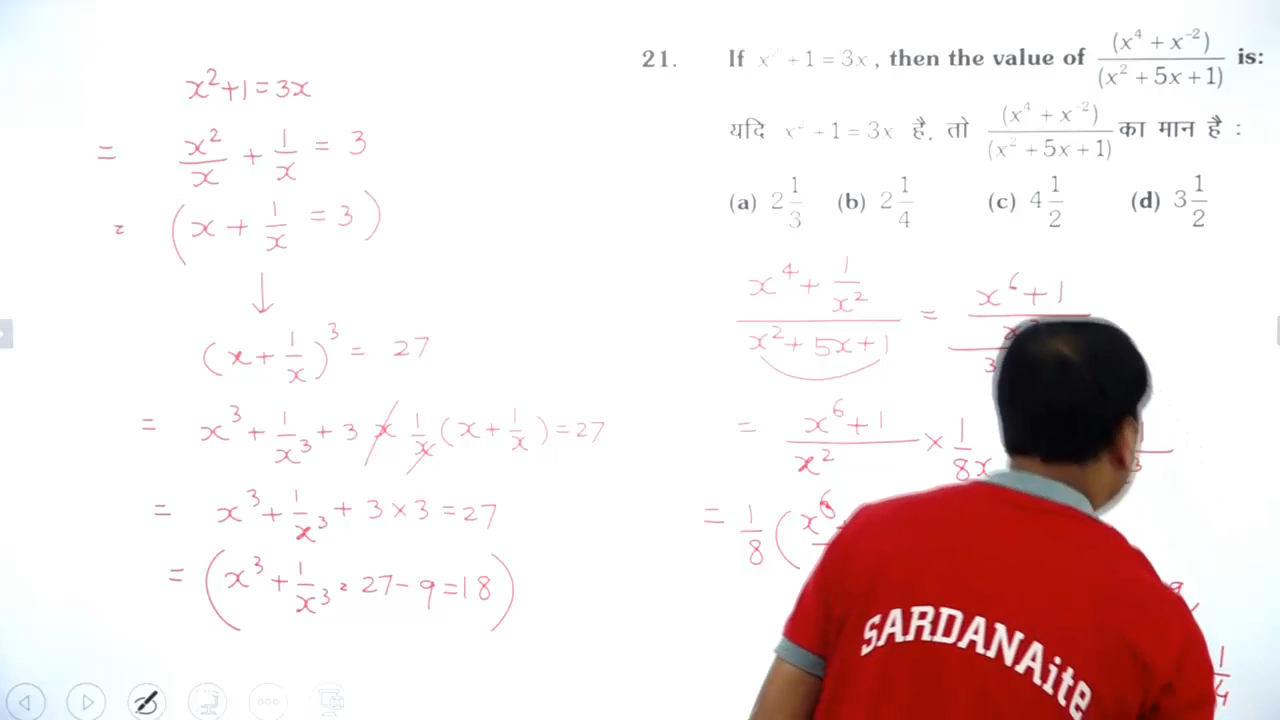 x²+1=3x
= x²/x + 1/x = 3
= (x + 1/x = 3)
↓
(x + 1/x)³ = 27
= x³ + 1/x³ + 3 x 1/x (x + 1/x) = 27
= x³ + 1/x³ + 3 × 3 = 27
= (x³ + 1/x³ = 27 - 9 = 18)
21. If x² + 1 = 3x, then the value of (x⁴ + x⁻²)/(x² + 5x + 1) is:
यदि x² + 1 = 3x है, तो (x⁴ + x⁻²)/(x² + 5x + 1) का मान है :
(a) 2 1/3 (b) 2 1/4 (c) 4 1/2 (d) 3 1/2
x⁴ + 1/x² / x² + 5x + 1 = x⁶ + 1
= x⁶ + 1 / x² × 1/8x
= 1/8 (x⁶
1/4
SARDANAite